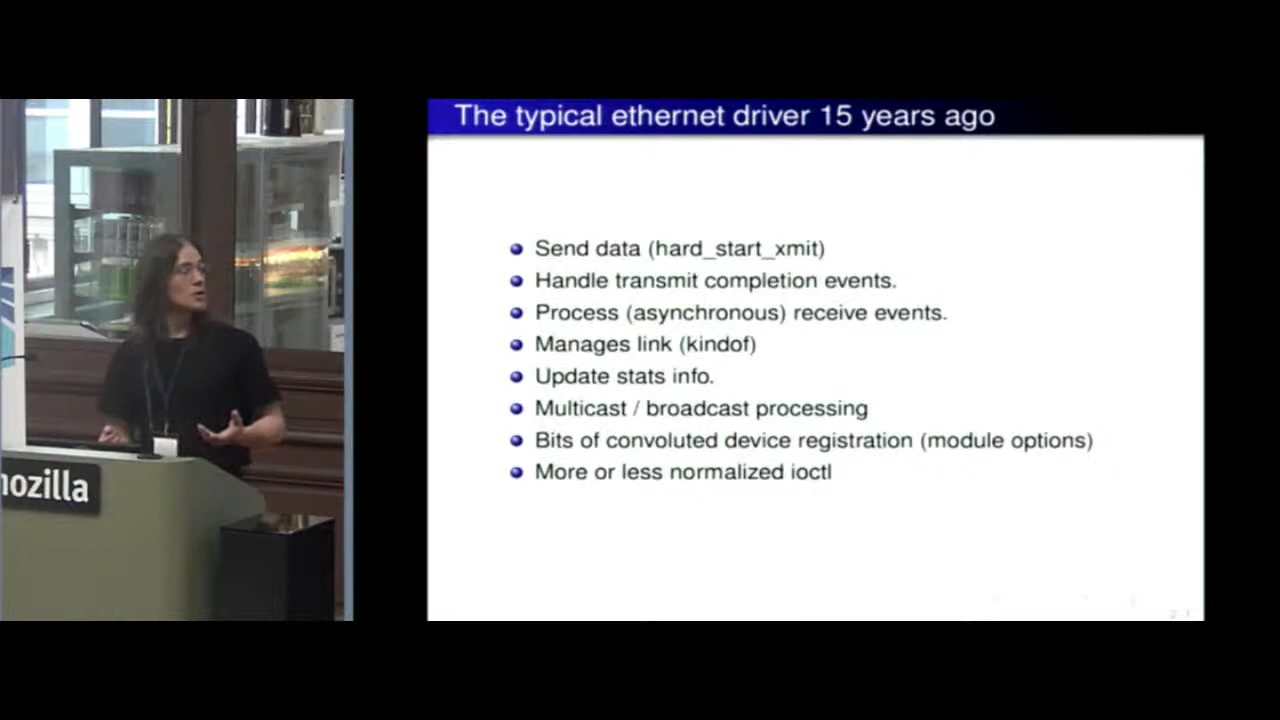 The typical ethernet driver 15 years ago
Send data (hard_start_xmit)
Handle transmit completion events.
Process (asynchronous) receive events.
Manages link (kindof)
Update stats info.
Multicast / broadcast processing
Bits of convoluted device registration (module options)
More or less normalized ioctl
mozilla